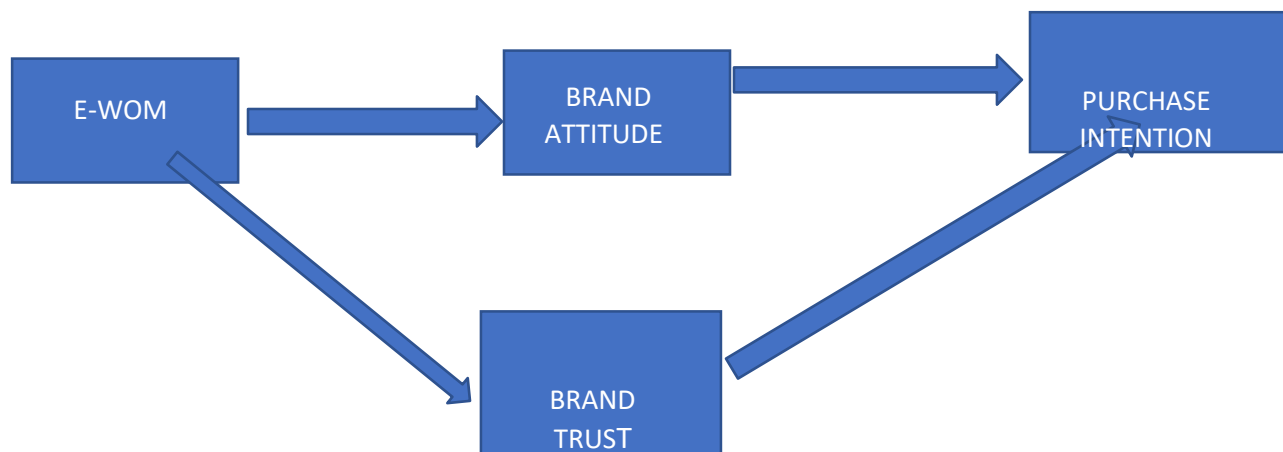 E-WOM
BRAND
ATTITUDE
PURCHASE
INTENTION
BRAND
TRUST